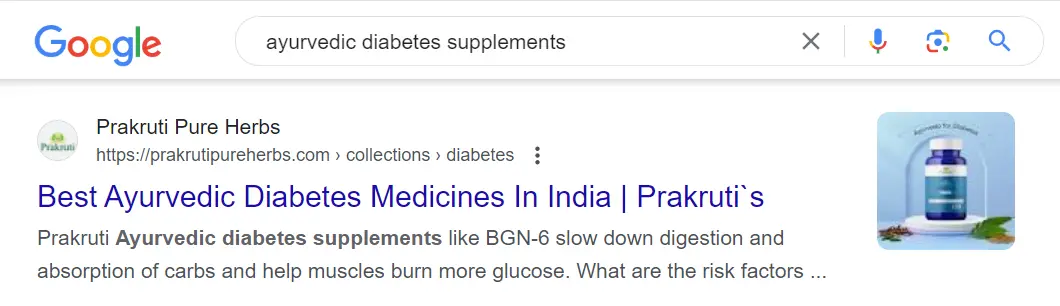 Google
ayurvedic diabetes supplements
Prakruti Pure Herbs
Prakruti
https://prakrutipureherbs.com › collections › diabetes
Best Ayurvedic Diabetes Medicines In India | Prakruti`s
Prakruti Ayurvedic diabetes supplements like BGN-6 slow down digestion and
absorption of carbs and help muscles burn more glucose. What are the risk factors ...
Ayurveda for Diabetes